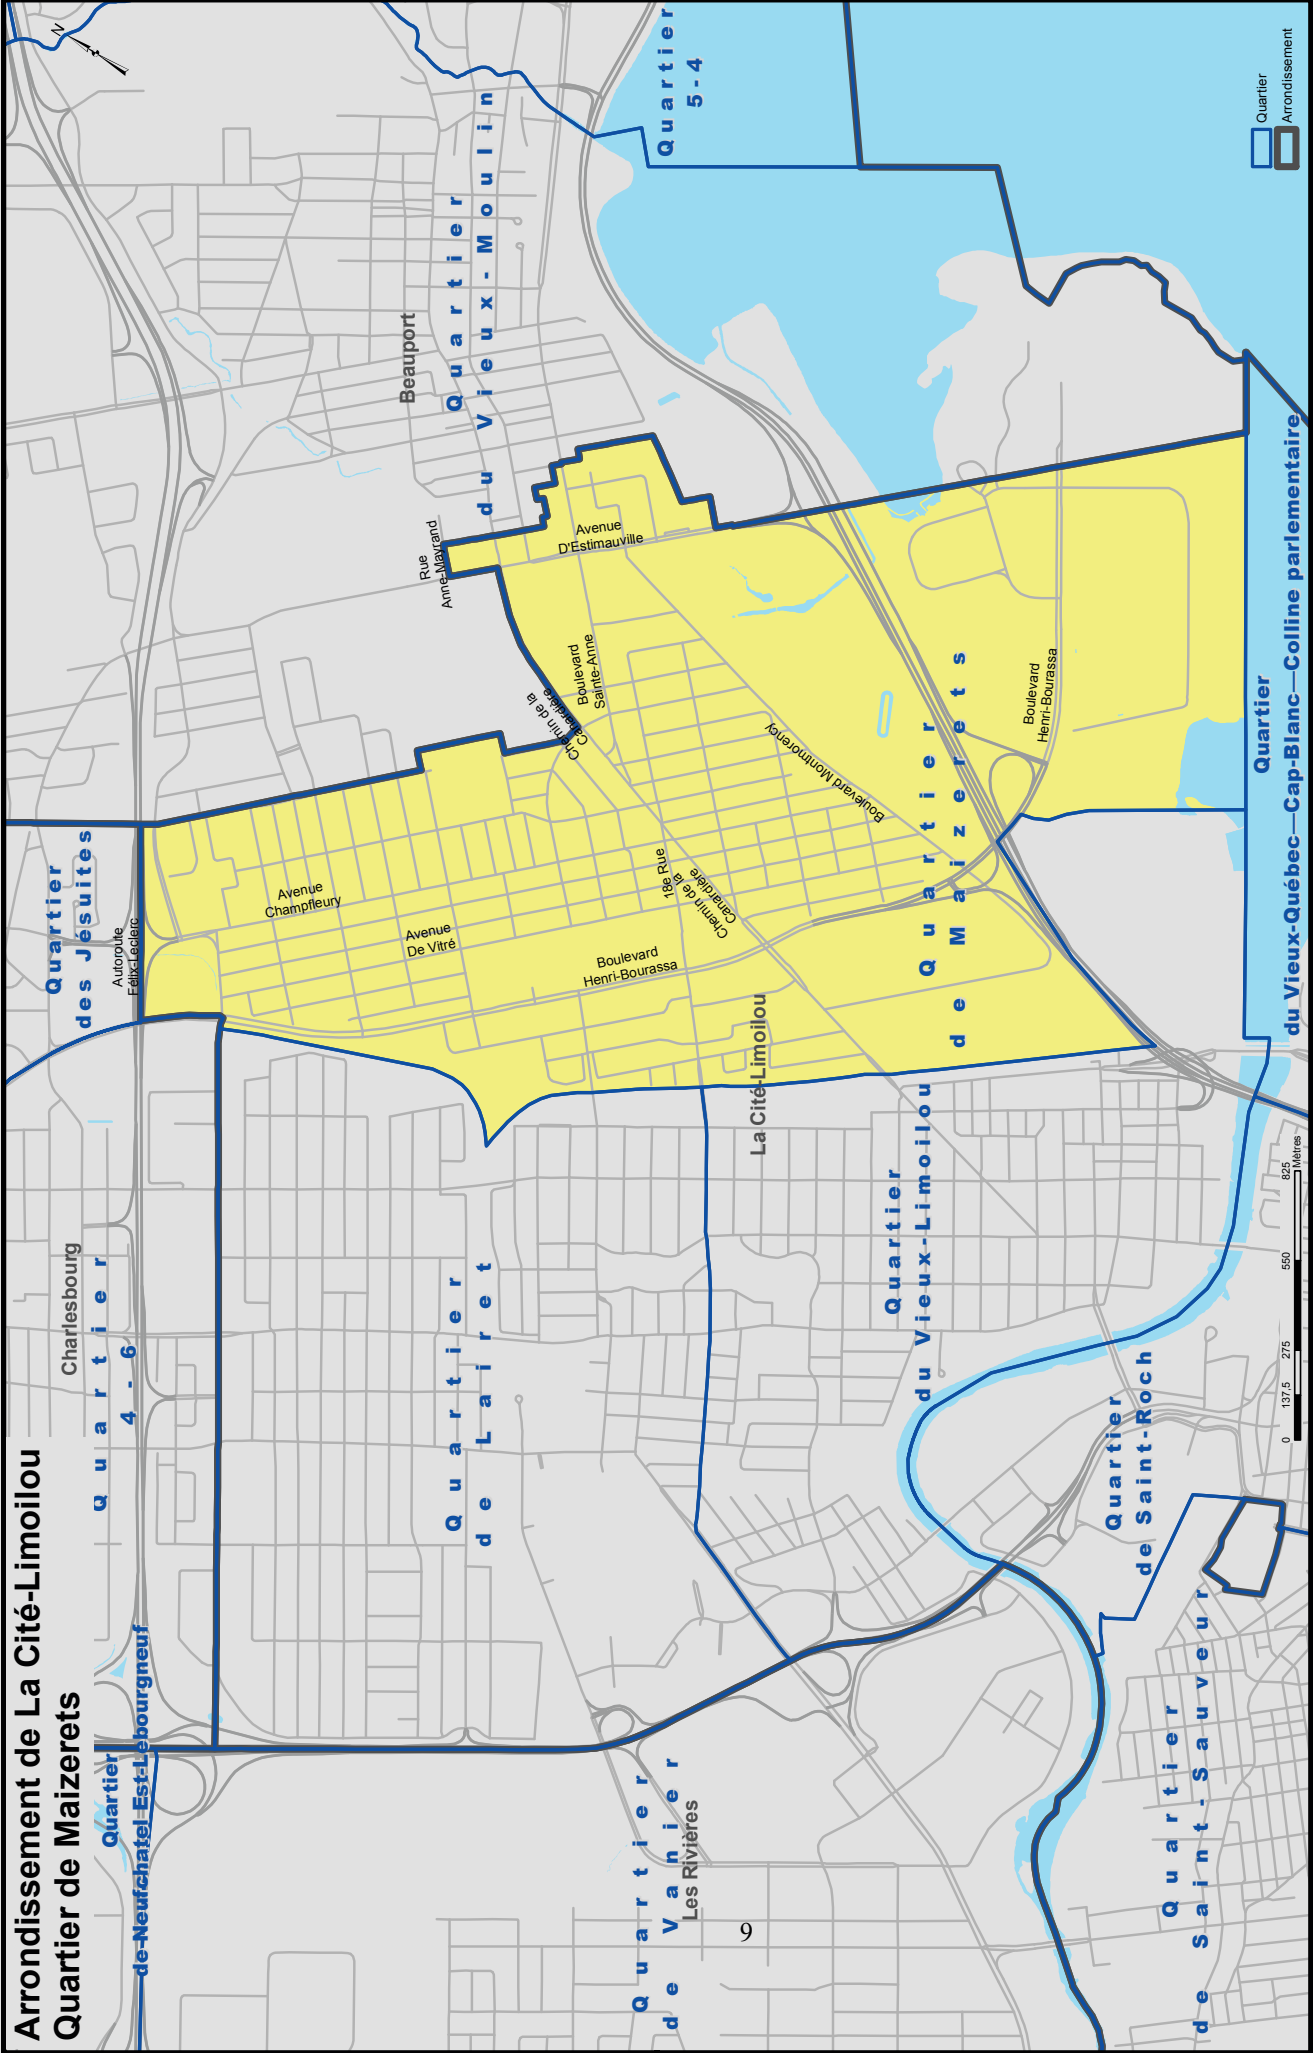 Arrondissement de La Cité-Limoilou
Quartier de Maizerets
N
Quartier
5-4
Quartier
du Vieux-Moulin
Beauport
Quartier
des Jésuites
Autoroute
Félix-Leclerc
Rue
Anne-Mayrand
Avenue
D'Estimauville
Boulevard
Sainte-Anne
Chemin de la
Canardière
Avenue
Champfleury
Avenue
De Vitré
Boulevard
Henri-Bourassa
18e Rue
Chemin de la
Canardière
Boulevard Montmorency
Boulevard
Henri-Bourassa
Quartier
de Maizerets
La Cité-Limoilou
Charlesbourg
Quartier
4-6
Quartier
de Lairet
Quartier
du Vieux-Limoilou
Quartier
du Vieux-Québec—Cap-Blanc—Colline parlementaire
Quartier
de Saint-Roch
Quartier
de Neufchatel Est-Lebourgneuf
Quartier
de Vanier
Les Rivières
Quartier
de Saint-Sauveur
Quartier
Arrondissement
0 137,5 275 550 825
Mètres
9